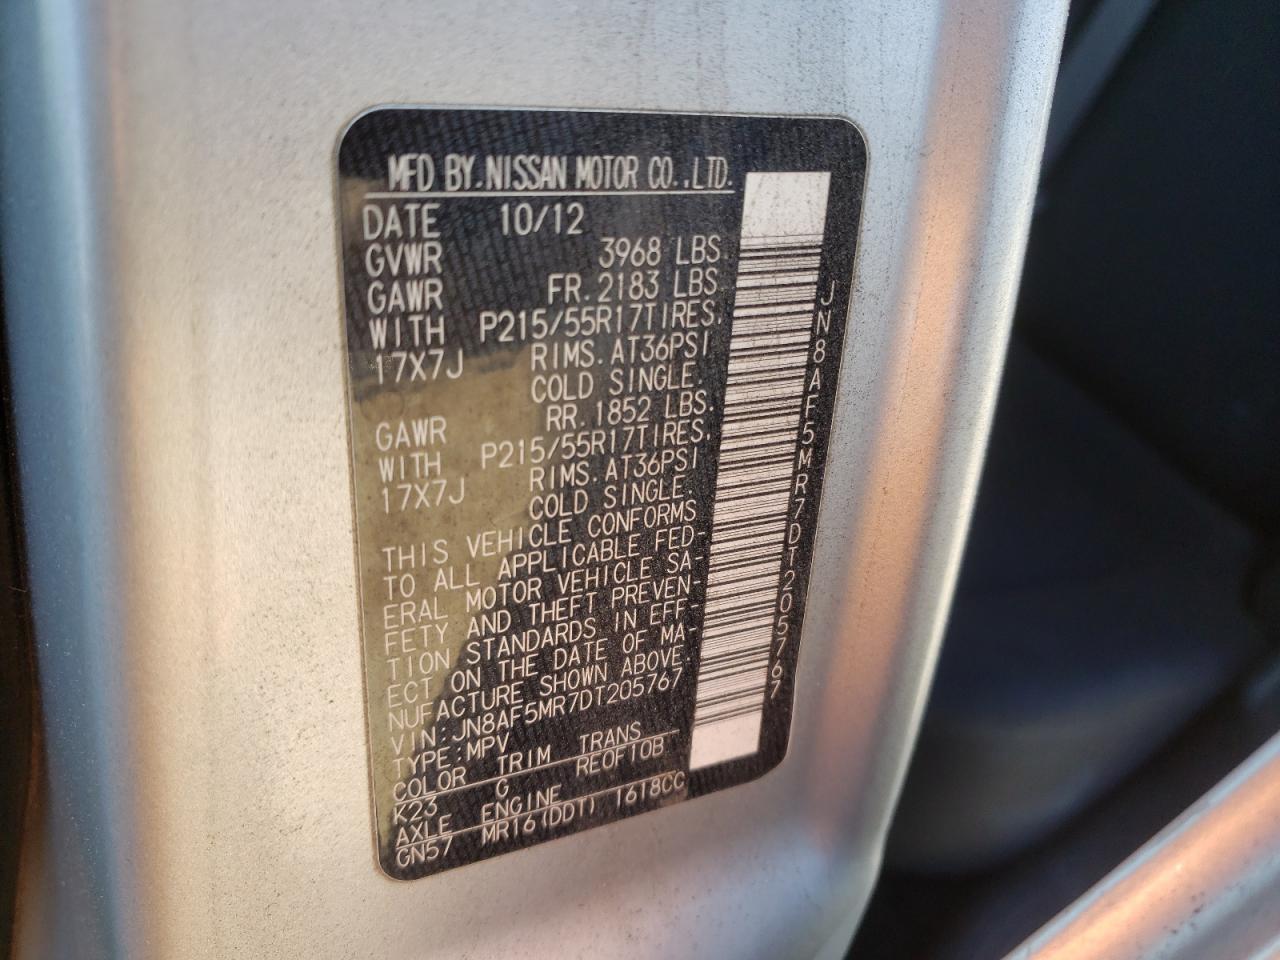 MFD BY.NISSAN MOTOR CO.,LTD.
DATE 10/12
GVWR 3968 LBS
GAWR FR.2183 LBS
WITH P215/55R17TIRES.
17X7J RIMS.AT36PSI
COLD SINGLE.
GAWR RR.1852 LBS.
WITH P215/55R17TIRES.
17X7J RIMS.AT36PSI
COLD SINGLE.
THIS VEHICLE CONFORMS
TO ALL APPLICABLE FED-
ERAL MOTOR VEHICLE SA-
FETY AND THEFT PREVEN-
TION STANDARDS IN EFF-
ECT ON THE DATE OF MA-
NUFACTURE SHOWN ABOVE.
VIN:JN8AF5MR7DT205767
TYPE:MPV
COLOR TRIM TRANS
K23 G RE0F10B
AXLE ENGINE
GN57 MR16(DDT) 1618CC
JN8AF5MR7DT205767